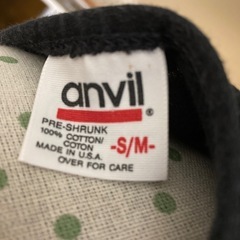 anvil®
PRE-SHRUNK
100% COTTON/
COTON
MADE IN U.S.A.
OVER FOR CARE
-S/M-